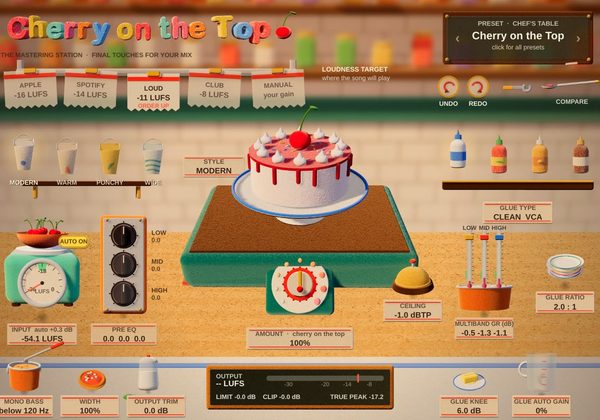 Cherry on the Top
THE MASTERING STATION · FINAL TOUCHES FOR YOUR MIX
PRESET · CHEF'S TABLE
‹ Cherry on the Top ›
click for all presets
APPLE
-16 LUFS
SPOTIFY
-14 LUFS
LOUD
-11 LUFS
ORDER UP
CLUB
-8 LUFS
MANUAL
your gain
LOUDNESS TARGET
where the song will play
UNDO
REDO
COMPARE
MODERN
WARM
PUNCHY
WIDE
STYLE
MODERN
GLUE TYPE
CLEAN VCA
AUTO ON
LUFS
LOW
0.0
MID
0.0
HIGH
0.0
LOW MID HIGH
INPUT auto +0.3 dB
-54.1 LUFS
PRE EQ
0.0 0.0 0.0
AMOUNT · cherry on the top
100%
CEILING
-1.0 dBTP
MULTIBAND GR (dB)
-0.5 -1.3 -1.1
GLUE RATIO
2.0 : 1
MONO BASS
below 120 Hz
WIDTH
100%
OUTPUT TRIM
0.0 dB
OUTPUT
-- LUFS
-30 -20 -14 -8
LIMIT -0.0 dB CLIP -0.0 dB TRUE PEAK -17.2
GLUE KNEE
6.0 dB
GLUE AUTO GAIN
0%